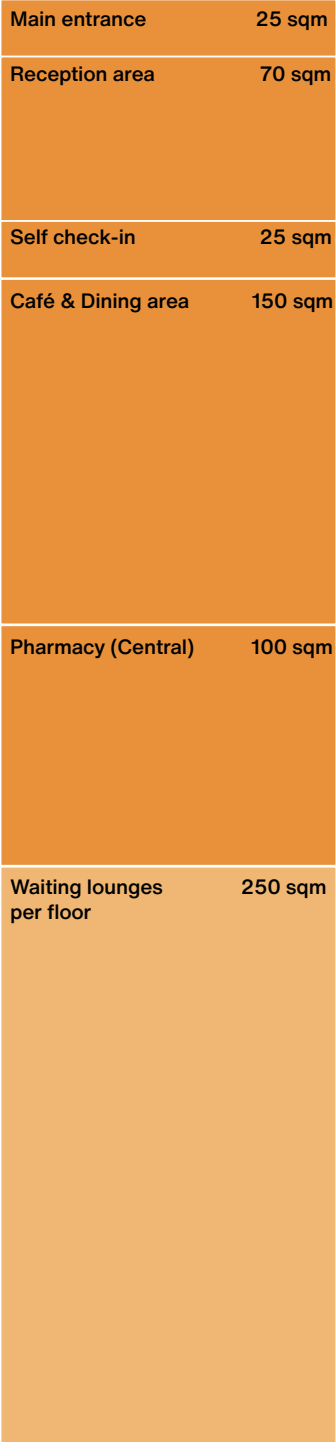 Main entrance 25 sqm
Reception area 70 sqm
Self check-in 25 sqm
Café & Dining area 150 sqm
Pharmacy (Central) 100 sqm
Waiting lounges 250 sqm
per floor